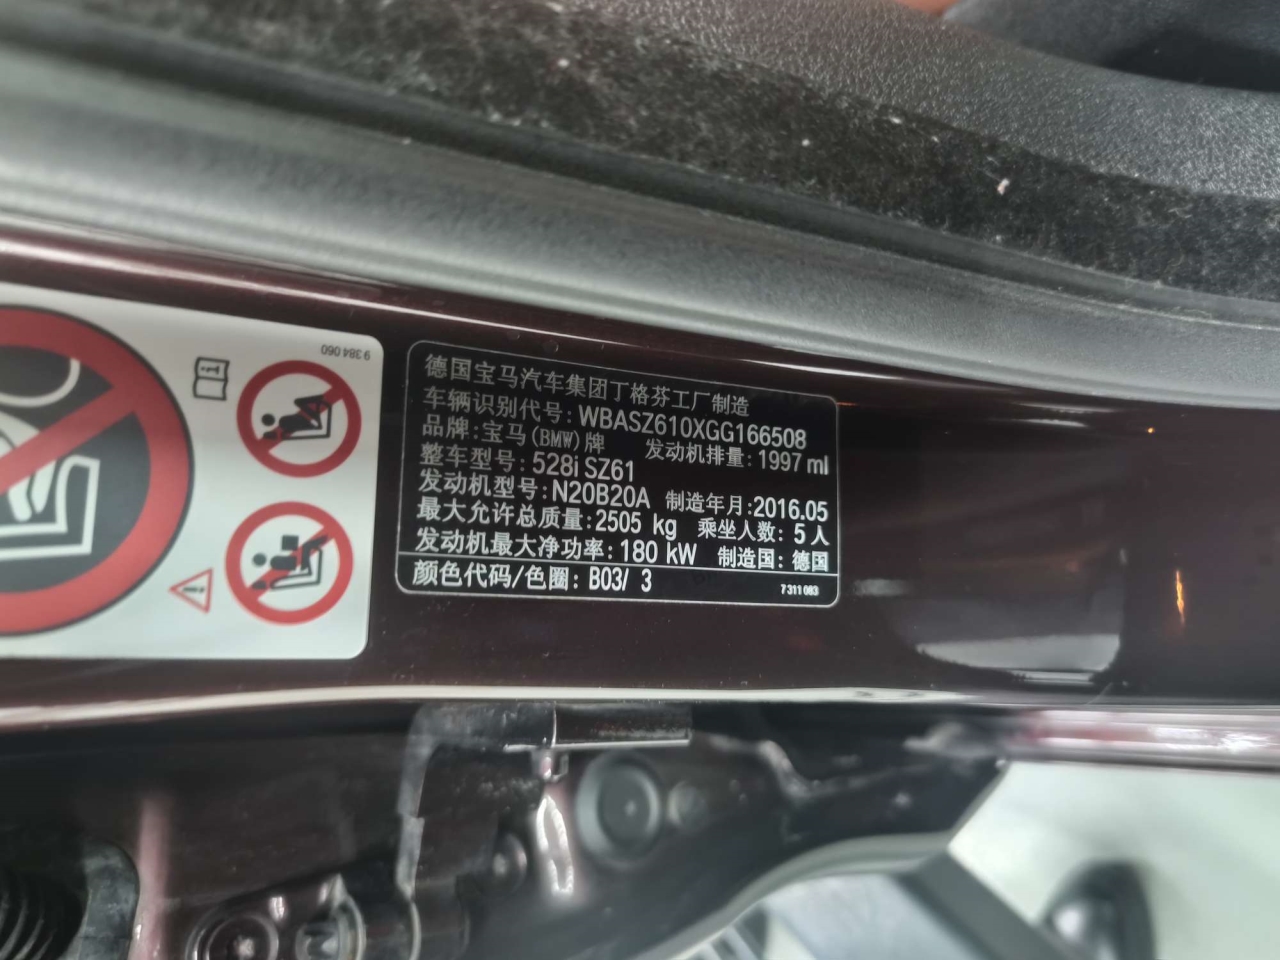 9 384 060
德国宝马汽车集团丁格芬工厂制造
车辆识别代号: WBASZ610XGG166508
品牌: 宝马(BMW)牌 发动机排量: 1997 ml
整车型号: 528i SZ61
发动机型号: N20B20A 制造年月: 2016.05
最大允许总质量: 2505 kg 乘坐人数: 5人
发动机最大净功率: 180 kW 制造国: 德国
颜色代码/色圈: B03/ 3
7 311 083